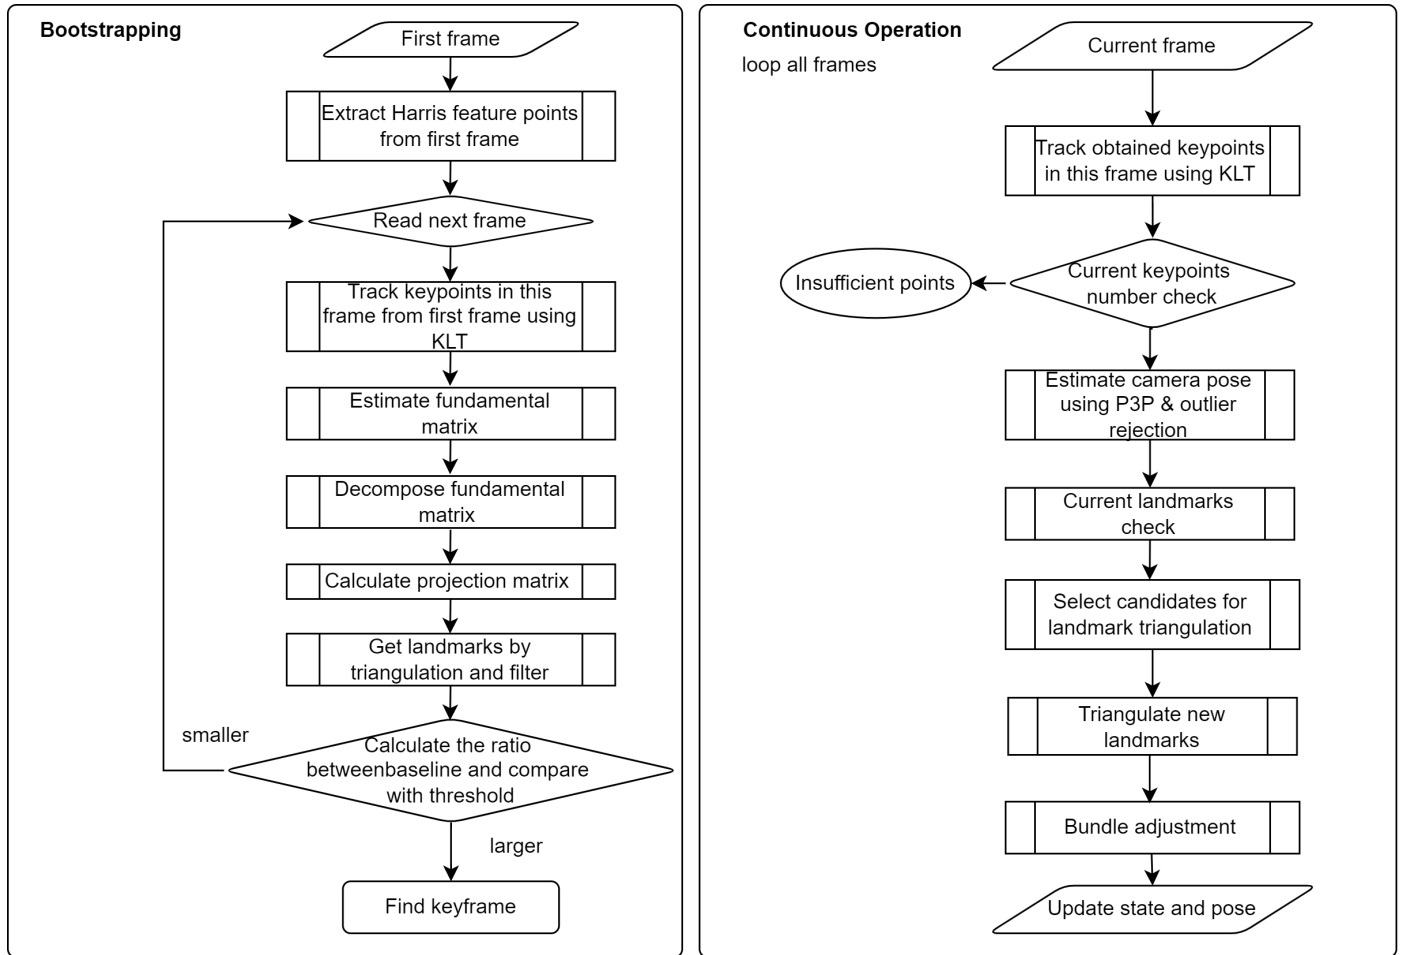 Bootstrapping
First frame
Extract Harris feature points
from first frame
Read next frame
Track keypoints in this
frame from first frame using
KLT
Estimate fundamental
matrix
Decompose fundamental
matrix
Calculate projection matrix
Get landmarks by
triangulation and filter
smaller
Calculate the ratio
betweenbaseline and compare
with threshold
larger
Find keyframe
Continuous Operation
loop all frames
Current frame
Track obtained keypoints
in this frame using KLT
Current keypoints
number check
Insufficient points
Estimate camera pose
using P3P & outlier
rejection
Current landmarks
check
Select candidates for
landmark triangulation
Triangulate new
landmarks
Bundle adjustment
Update state and pose